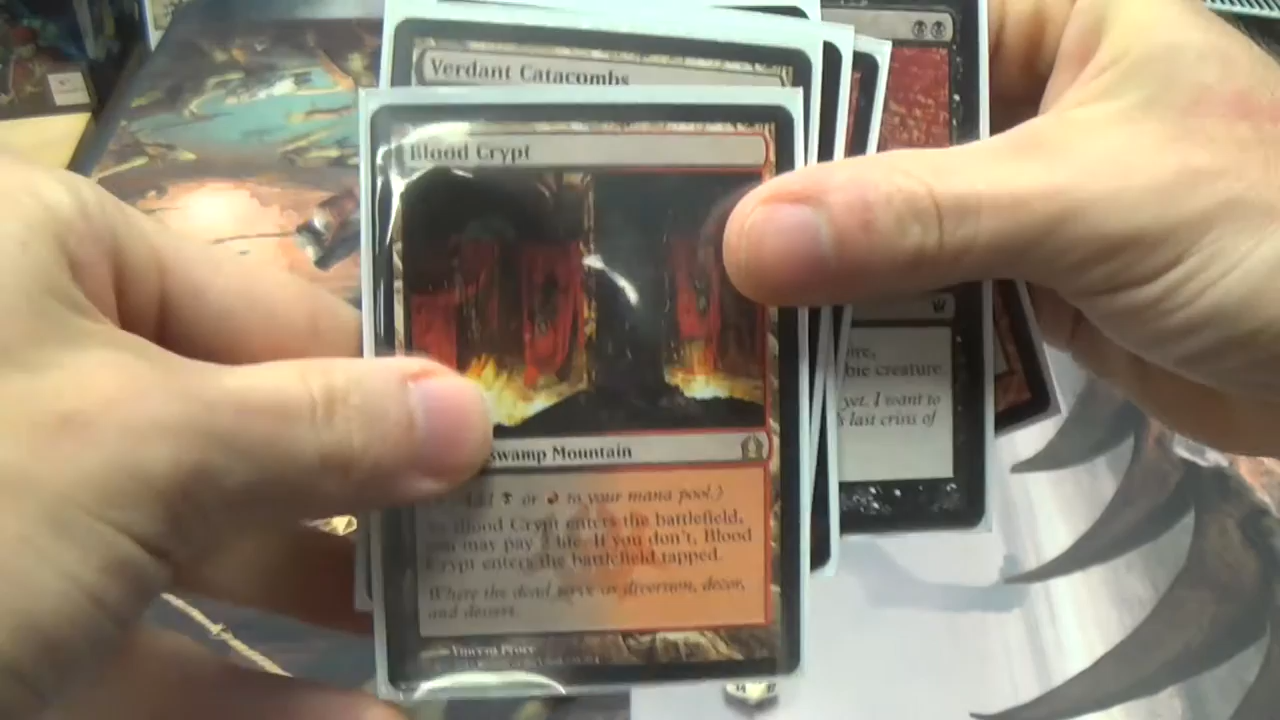 Verdant Catacombs
Blood Crypt
Swamp Mountain
or to your mana pool.)
Blood Crypt enters the battlefield,
you may pay 2 life. If you don't, Blood
Crypt enters the battlefield tapped.
Where the dead serve as diversion, decor,
and dessert.
creature.
yet. I want to
last crins of